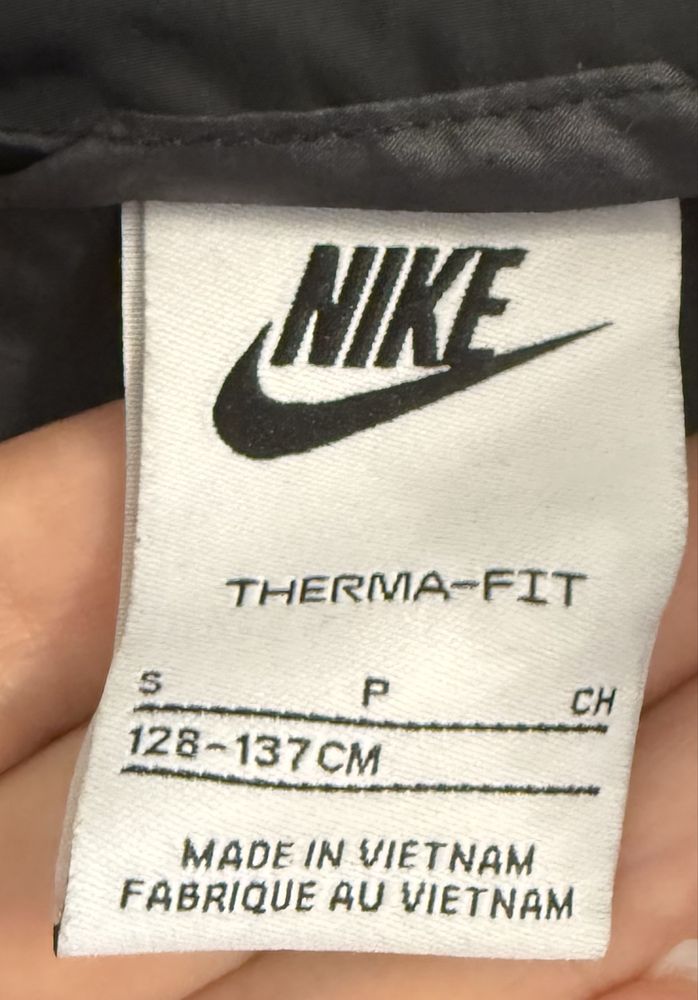 NIKE
THERMA-FIT
S P CH
128-137CM
MADE IN VIETNAM
FABRIQUE AU VIETNAM